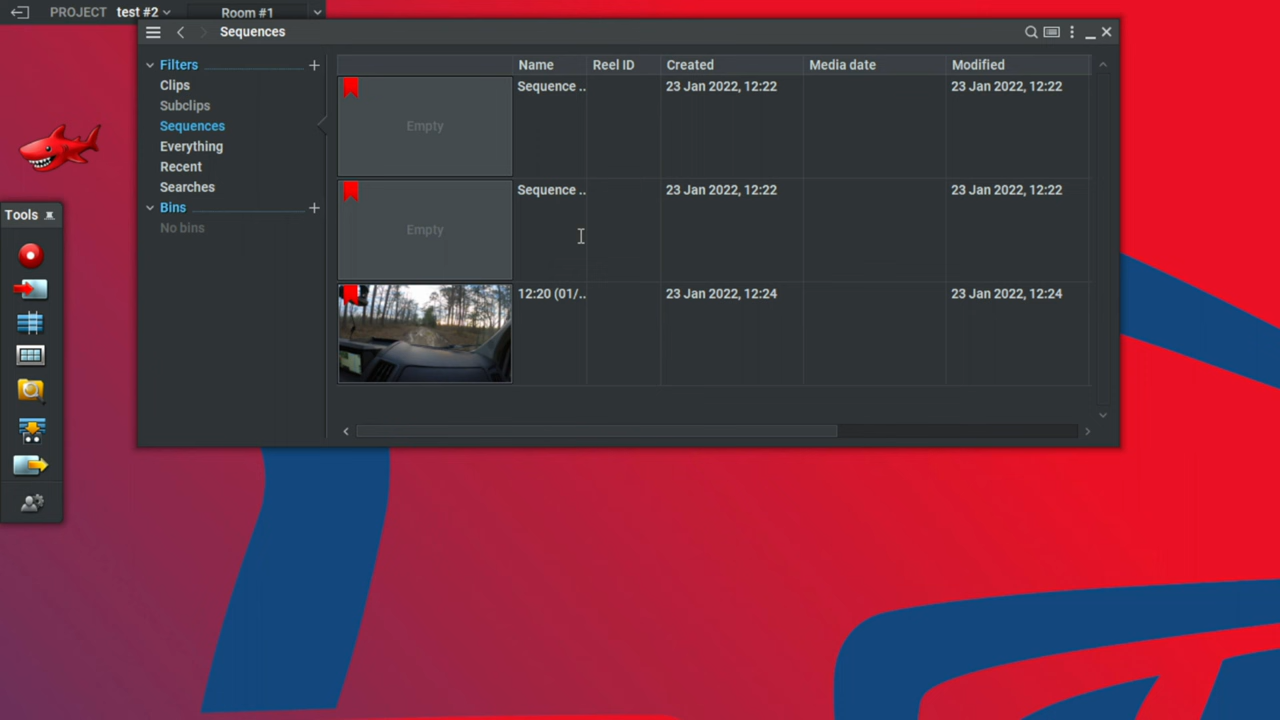 PROJECT test #2 Room #1
Sequences
Filters
Clips
Subclips
Sequences
Everything
Recent
Searches
Bins
No bins
Name Reel ID Created Media date Modified
Empty Sequence .. 23 Jan 2022, 12:22 23 Jan 2022, 12:22
Empty Sequence .. 23 Jan 2022, 12:22 23 Jan 2022, 12:22
12:20 (01/.. 23 Jan 2022, 12:24 23 Jan 2022, 12:24
Tools